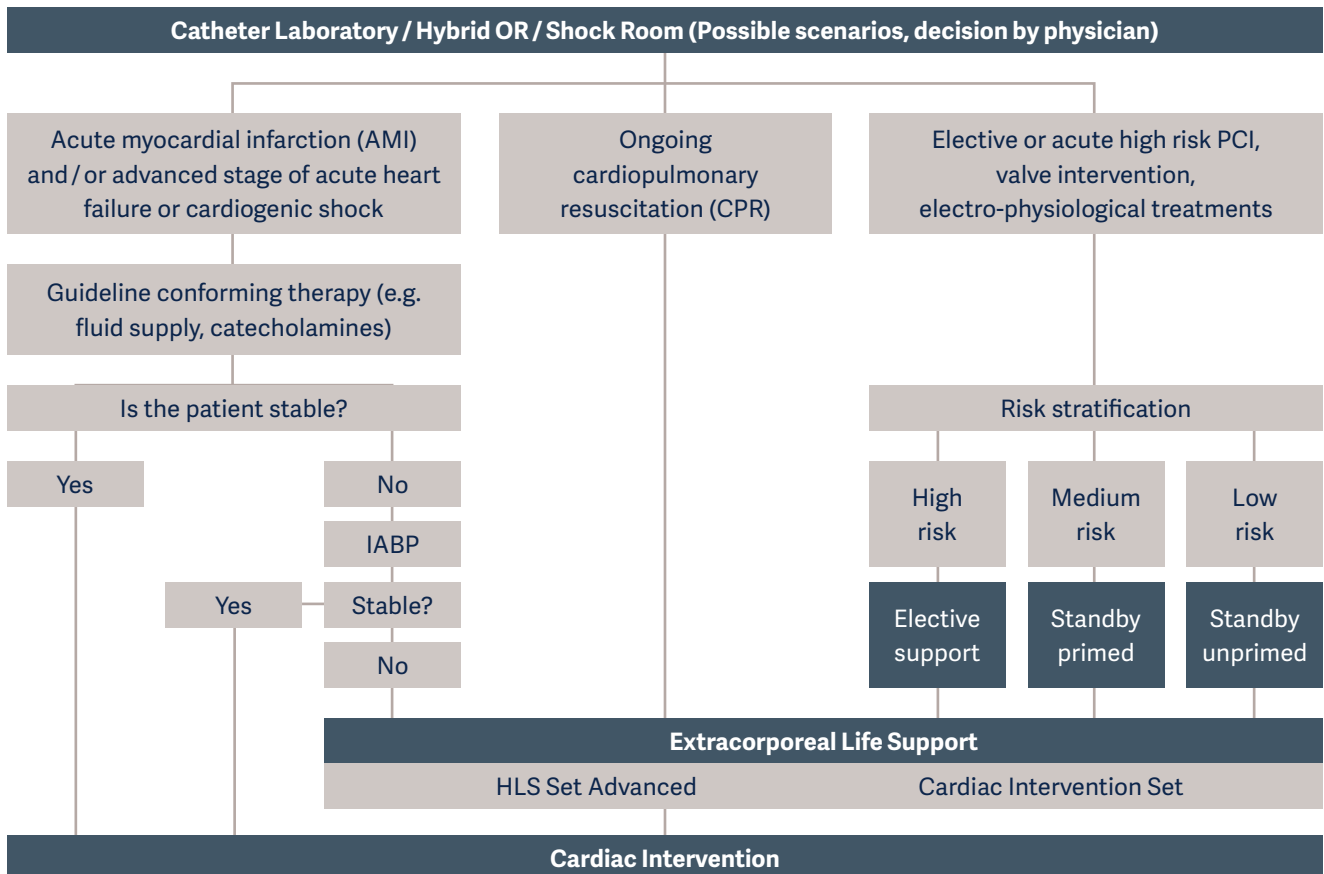 Catheter Laboratory / Hybrid OR / Shock Room (Possible scenarios, decision by physician)
Acute myocardial infarction (AMI)
and / or advanced stage of acute heart
failure or cardiogenic shock
Ongoing
cardiopulmonary
resuscitation (CPR)
Elective or acute high risk PCI,
valve intervention,
electro-physiological treatments
Guideline conforming therapy (e.g.
fluid supply, catecholamines)
Is the patient stable?
Risk stratification
Yes
No
IABP
Yes
Stable?
No
High
risk
Medium
risk
Low
risk
Elective
support
Standby
primed
Standby
unprimed
Extracorporeal Life Support
HLS Set Advanced
Cardiac Intervention Set
Cardiac Intervention